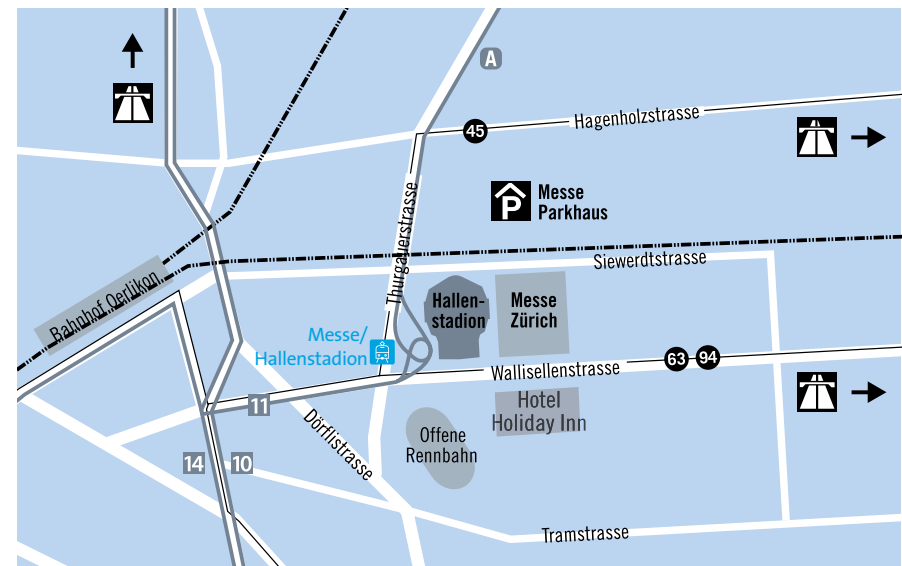 A
45
Hagenholzstrasse
P
Messe
Parkhaus
Thurgauerstrasse
Siewerdtstrasse
Bahnhof Oerlikon
Hallen-
stadion
Messe
Zürich
Messe/
Hallenstadion
63
94
Wallisellenstrasse
11
Hotel
Holiday Inn
Dörflistrasse
Offene
Rennbahn
14
10
Tramstrasse